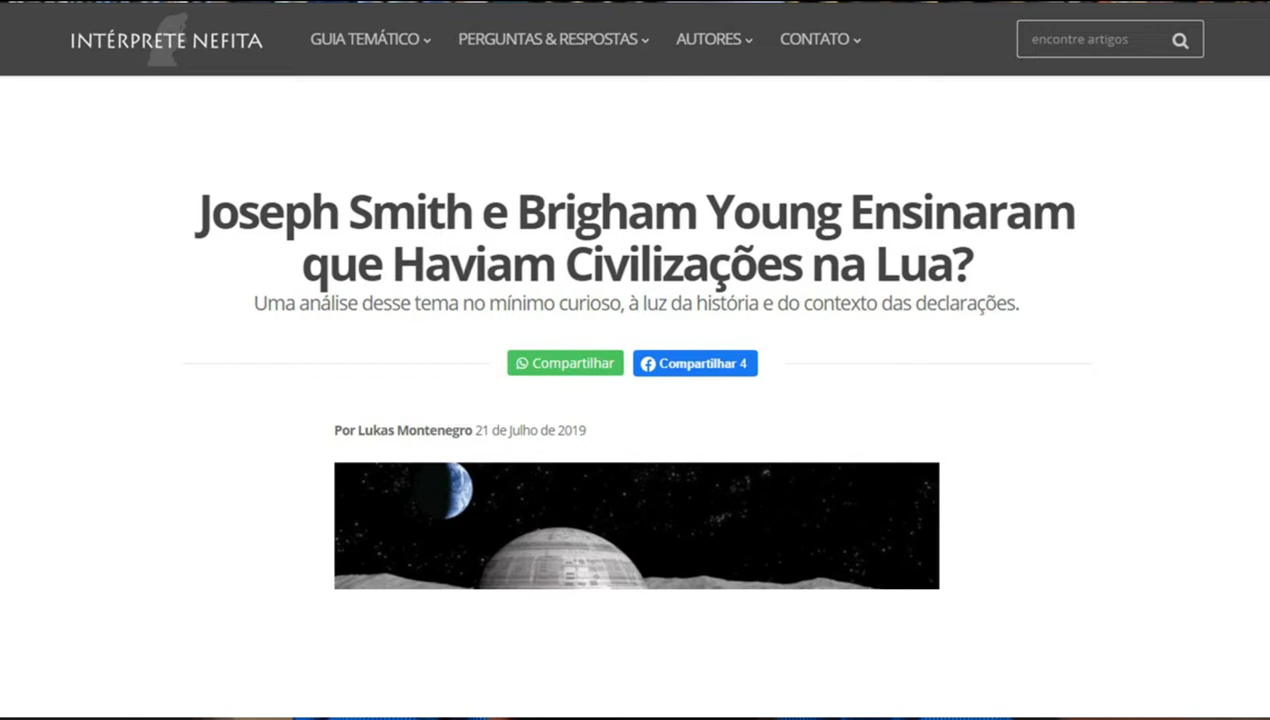 INTÉRPRETE NEFITA
GUIA TEMÁTICO
PERGUNTAS & RESPOSTAS
AUTORES
CONTATO
encontre artigos
Joseph Smith e Brigham Young Ensinaram
que Haviam Civilizações na Lua?
Uma análise desse tema no mínimo curioso, à luz da história e do contexto das declarações.
Compartilhar
Compartilhar 4
Por Lukas Montenegro 21 de Julho de 2019